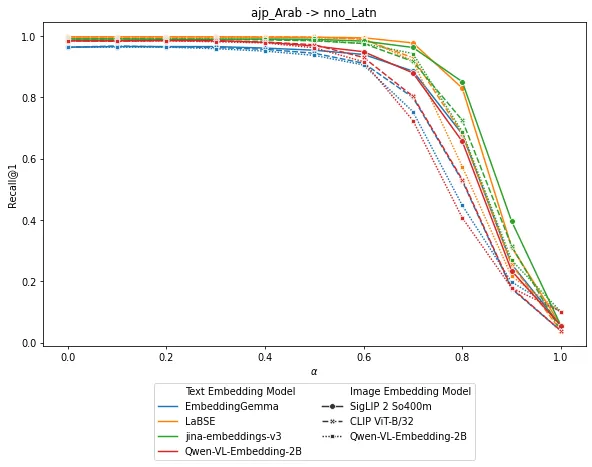 ajp_Arab -> nno_Latn
Recall@1
1.0
0.8
0.6
0.4
0.2
0.0
0.0 0.2 0.4 0.6 0.8 1.0
α
Text Embedding Model
EmbeddingGemma
LaBSE
jina-embeddings-v3
Qwen-VL-Embedding-2B
Image Embedding Model
SigLIP 2 So400m
CLIP ViT-B/32
Qwen-VL-Embedding-2B